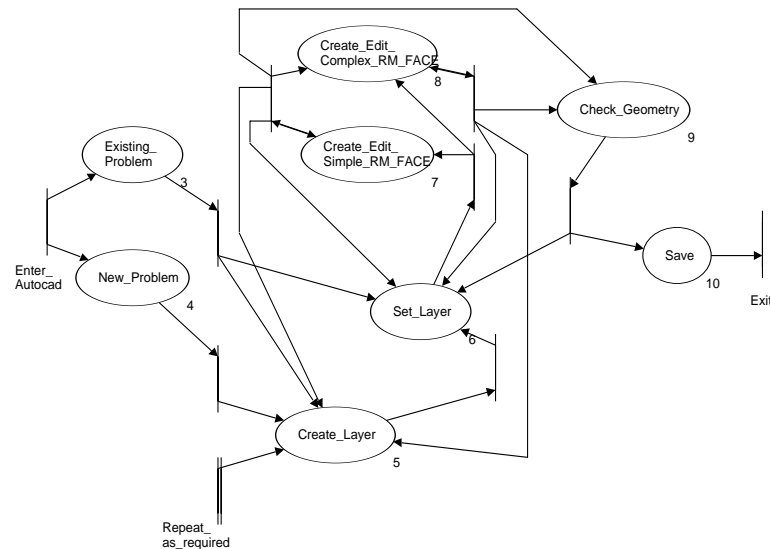 Create_Edit_
Complex_RM_FACE
8
Check_Geometry
9
Existing_
Problem
3
Create_Edit_
Simple_RM_FACE
7
Enter_
Autocad
New_Problem
4
Save
10
Exit
Set_Layer
6
Create_Layer
5
Repeat_
as_required